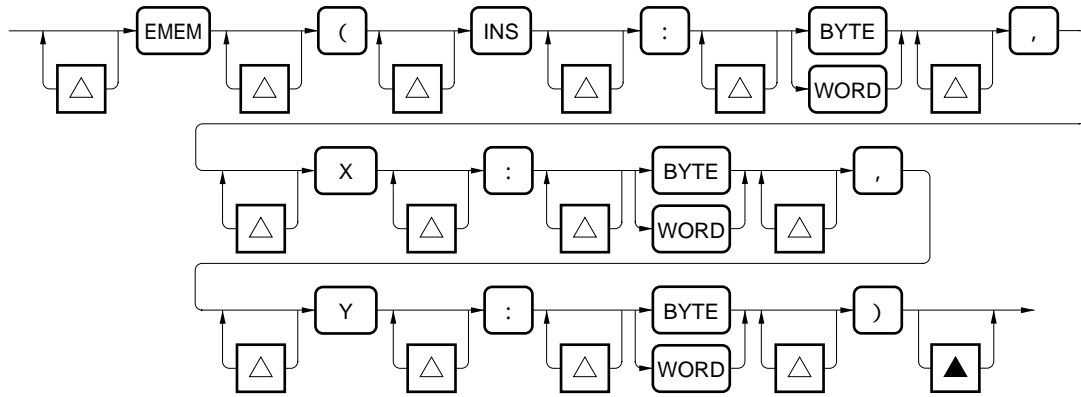 EMEM ( INS : BYTE ,
△ △ △ △ △ △ WORD △
X : BYTE ,
△ △ △ WORD △
Y : BYTE )
△ △ △ WORD △ ▲